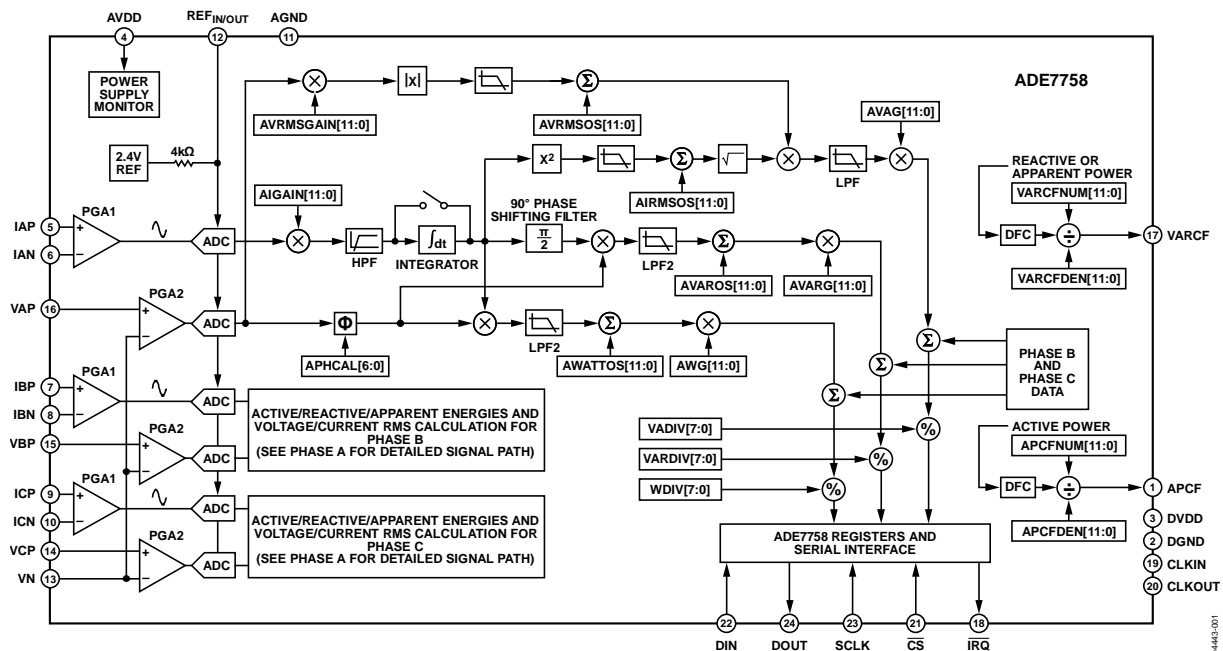 AVDD
REFIN/OUT
AGND
4
12
11
POWER
SUPPLY
MONITOR
ADE7758
|X|
Σ
AVRMSGAIN[11:0]
AVRMSOS[11:0]
AVAG[11:0]
2.4V
REF
4kΩ
X²
Σ
√
LPF
AIRMSOS[11:0]
REACTIVE OR
APPARENT POWER
VARCFNUM[11:0]
DFC
÷
17 VARCF
VARCFDEN[11:0]
AIGAIN[11:0]
90° PHASE
SHIFTING FILTER
IAP 5
IAN 6
PGA1
+
−
ADC
HPF
∫dt
INTEGRATOR
π
2
LPF2
Σ
AVAROS[11:0]
AVARG[11:0]
VAP 16
PGA2
+
−
ADC
Φ
APHCAL[6:0]
LPF2
Σ
AWATTOS[11:0]
AWG[11:0]
Σ
Σ
Σ
PHASE B
AND
PHASE C
DATA
IBP 7
IBN 8
PGA1
+
−
ADC
VBP 15
PGA2
+
−
ADC
ACTIVE/REACTIVE/APPARENT ENERGIES AND
VOLTAGE/CURRENT RMS CALCULATION FOR
PHASE B
(SEE PHASE A FOR DETAILED SIGNAL PATH)
VADIV[7:0]
%
VARDIV[7:0]
%
WDIV[7:0]
%
ACTIVE POWER
APCFNUM[11:0]
DFC
÷
1 APCF
APCFDEN[11:0]
ICP 9
ICN 10
PGA1
+
−
ADC
VCP 14
VN 13
PGA2
+
−
ADC
ACTIVE/REACTIVE/APPARENT ENERGIES AND
VOLTAGE/CURRENT RMS CALCULATION FOR
PHASE C
(SEE PHASE A FOR DETAILED SIGNAL PATH)
ADE7758 REGISTERS AND
SERIAL INTERFACE
3 DVDD
2 DGND
19 CLKIN
20 CLKOUT
22
24
23
21
18
DIN
DOUT
SCLK
CS
IRQ